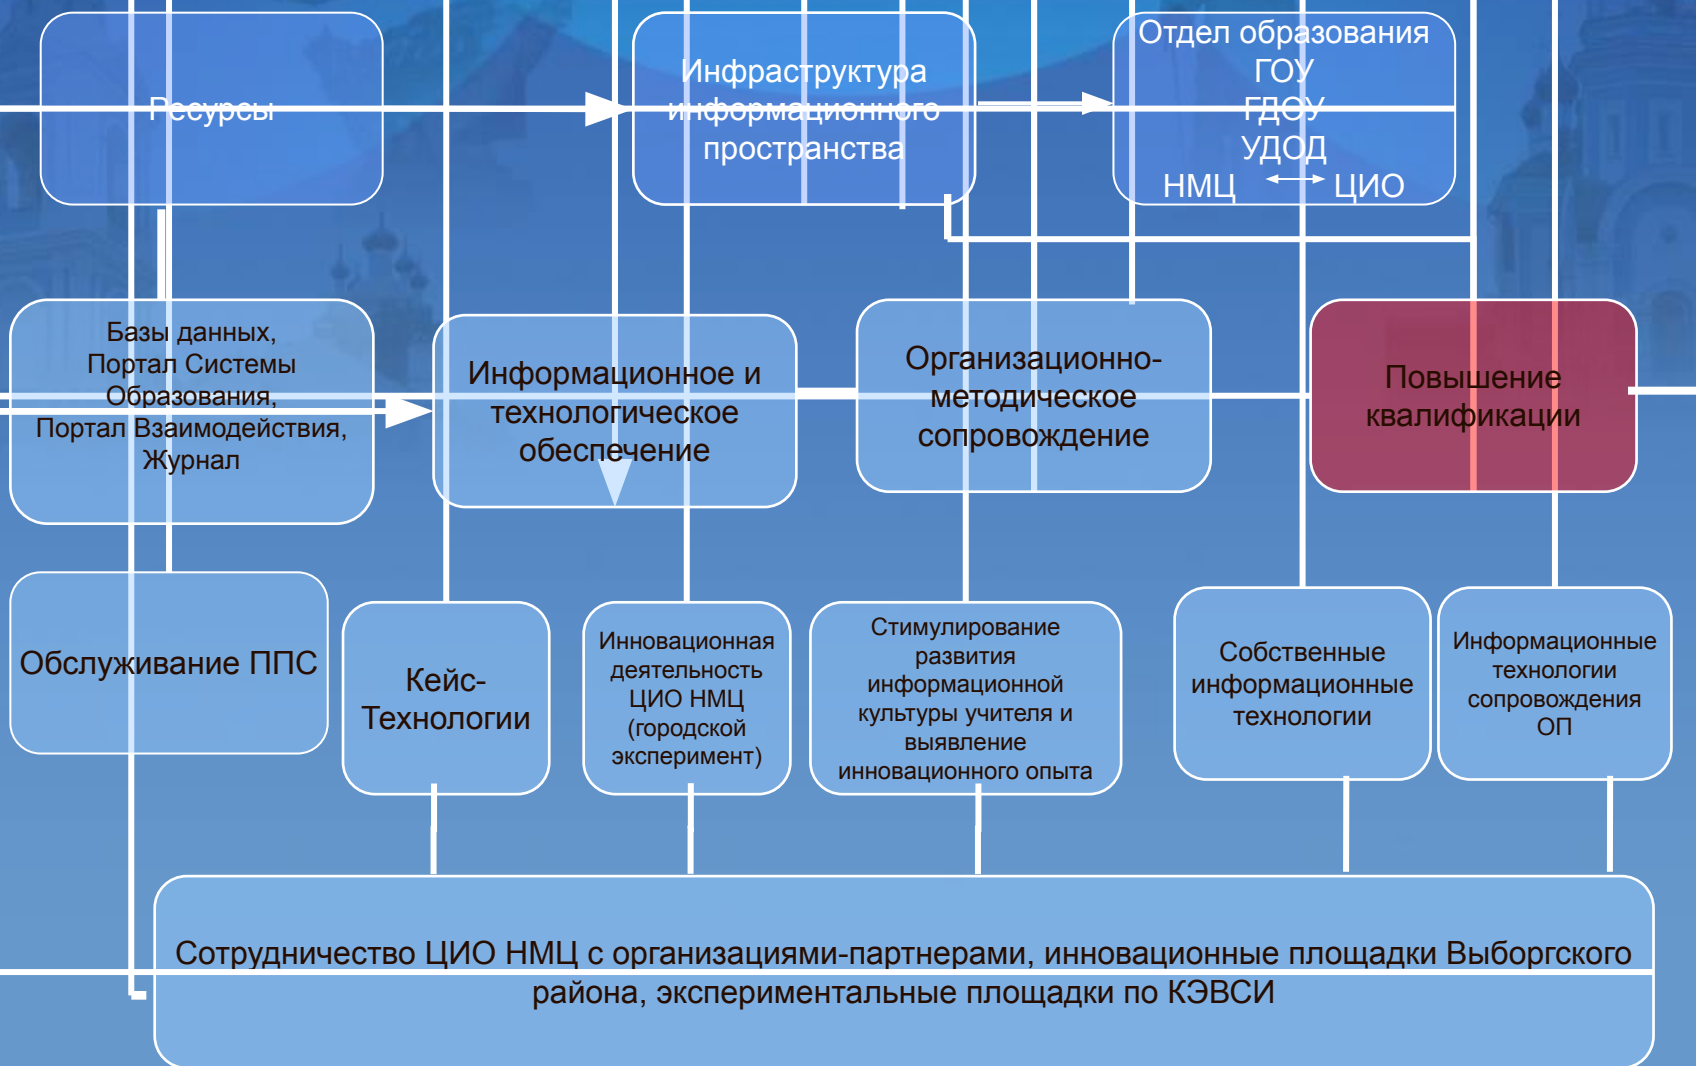 Ресурсы
Инфраструктура
информационного
пространства
Отдел образования
ГОУ
ГДОУ
УДОД
НМЦ ЦИО
Базы данных,
Портал Системы
Образования,
Портал Взаимодействия,
Журнал
Информационное и
технологическое
обеспечение
Организационно-
методическое
сопровождение
Повышение
квалификации
Обслуживание ППС
Кейс-
Технологии
Инновационная
деятельность
ЦИО НМЦ
(городской
эксперимент)
Стимулирование
развития
информационной
культуры учителя и
выявление
инновационного опыта
Собственные
информационные
технологии
Информационные
технологии
сопровождения
ОП
Сотрудничество ЦИО НМЦ с организациями-партнерами, инновационные площадки Выборгского
района, экспериментальные площадки по КЭВСИ